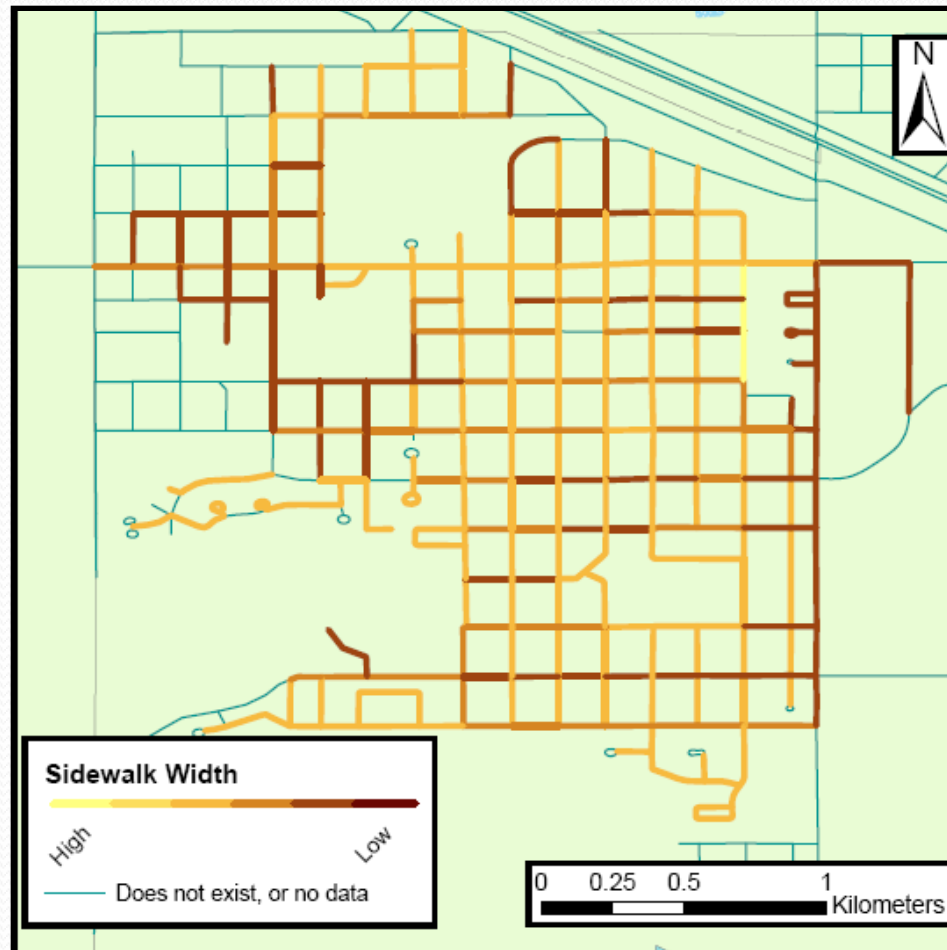 N
Sidewalk Width
High
Low
Does not exist, or no data
0 0.25 0.5 1
Kilometers